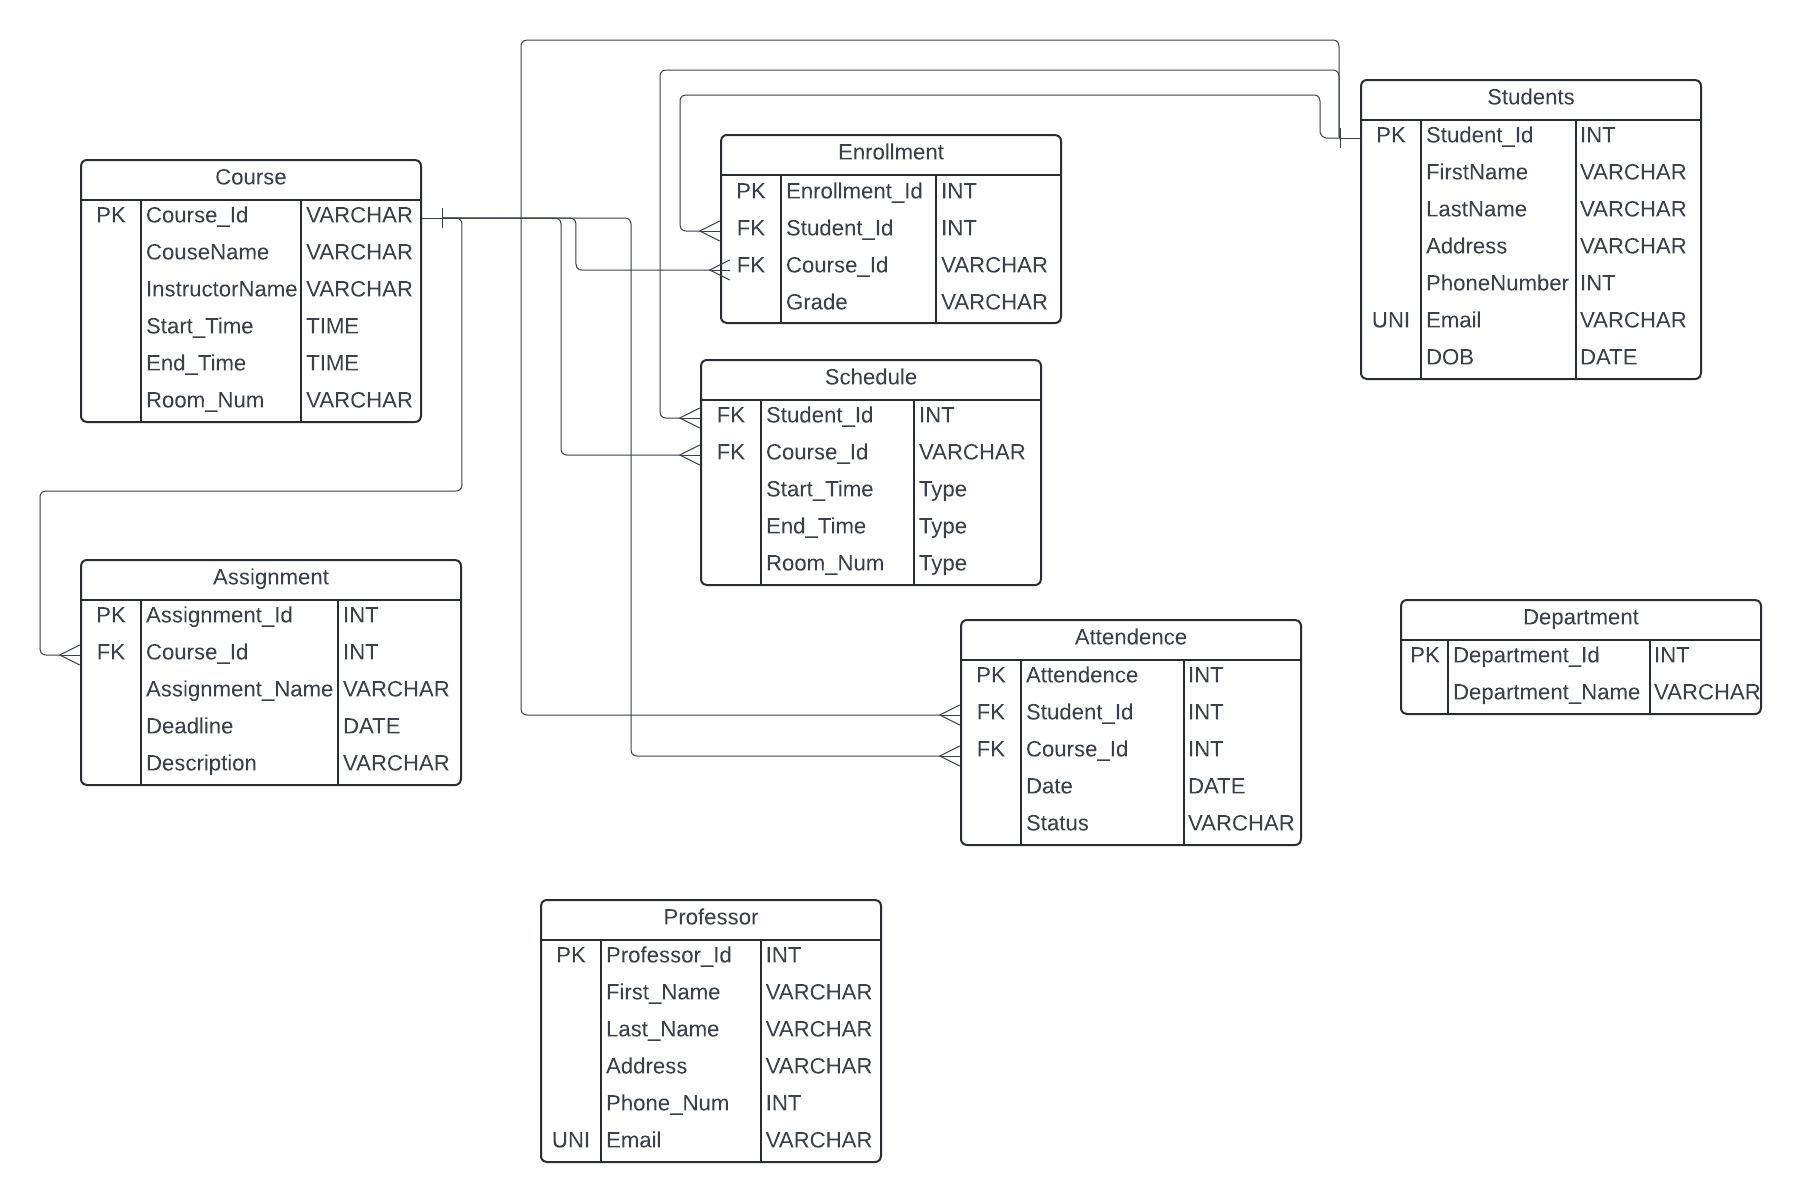 Students
PK Student_Id INT
FirstName VARCHAR
LastName VARCHAR
Address VARCHAR
PhoneNumber INT
UNI Email VARCHAR
DOB DATE
Enrollment
PK Enrollment_Id INT
FK Student_Id INT
FK Course_Id VARCHAR
Grade VARCHAR
Course
PK Course_Id VARCHAR
CouseName VARCHAR
InstructorName VARCHAR
Start_Time TIME
End_Time TIME
Room_Num VARCHAR
Schedule
FK Student_Id INT
FK Course_Id VARCHAR
Start_Time Type
End_Time Type
Room_Num Type
Assignment
PK Assignment_Id INT
FK Course_Id INT
Assignment_Name VARCHAR
Deadline DATE
Description VARCHAR
Attendence
PK Attendence INT
FK Student_Id INT
FK Course_Id INT
Date DATE
Status VARCHAR
Department
PK Department_Id INT
Department_Name VARCHAR
Professor
PK Professor_Id INT
First_Name VARCHAR
Last_Name VARCHAR
Address VARCHAR
Phone_Num INT
UNI Email VARCHAR